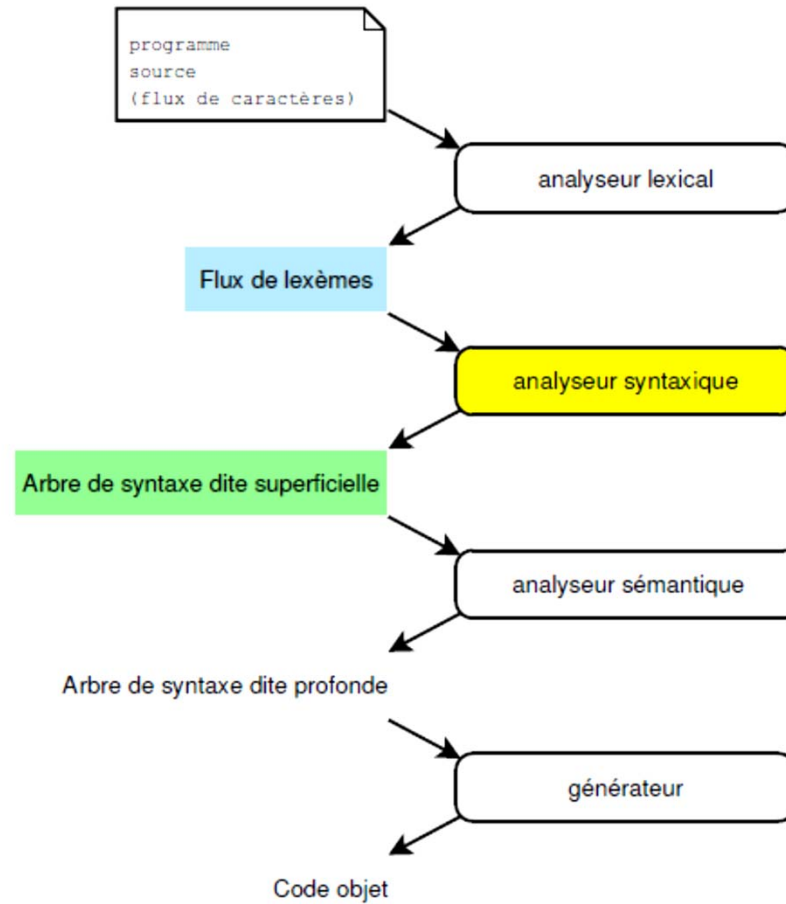 programme
source
(flux de caractères)
analyseur lexical
Flux de lexèmes
analyseur syntaxique
Arbre de syntaxe dite superficielle
analyseur sémantique
Arbre de syntaxe dite profonde
générateur
Code objet